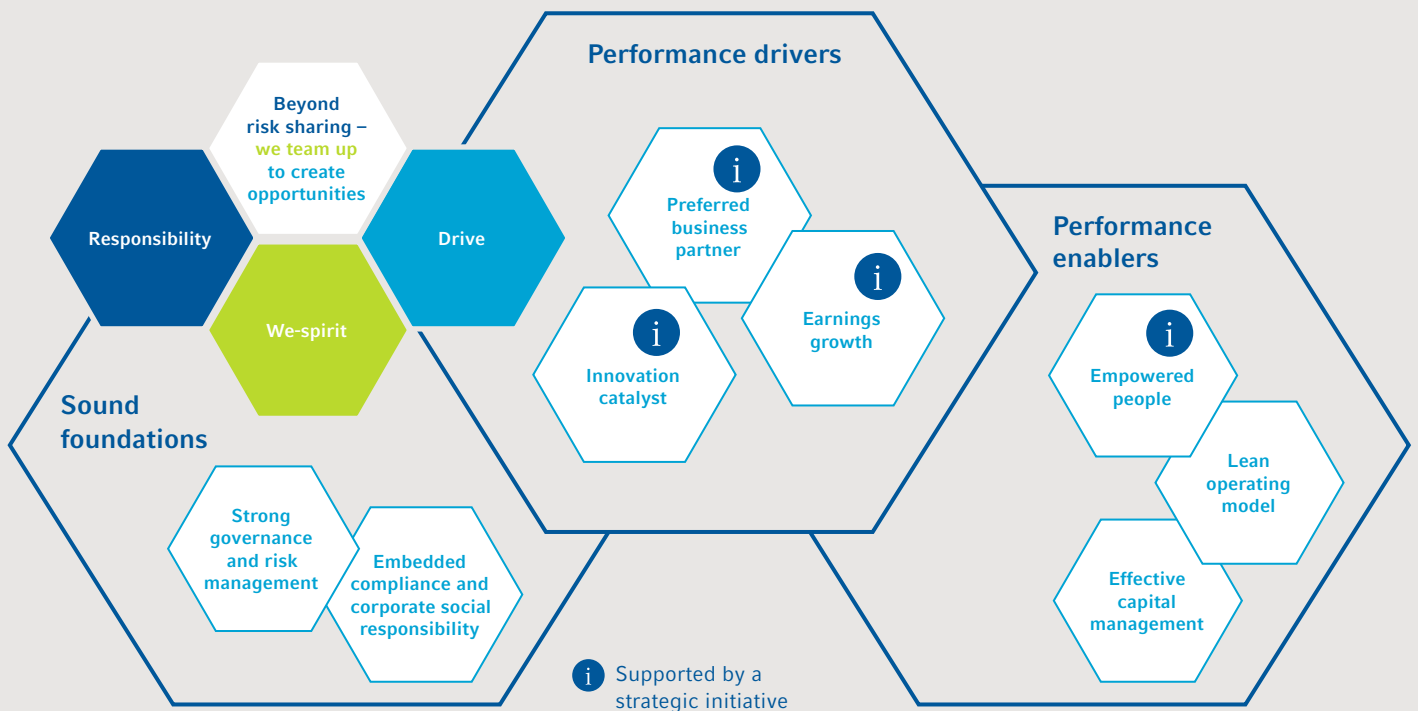 Performance drivers
Beyond
risk sharing –
we team up
to create
opportunities
Responsibility
Drive
We-spirit
i
Preferred
business
partner
i
Earnings
growth
i
Innovation
catalyst
Performance
enablers
i
Empowered
people
Lean
operating
model
Effective
capital
management
Sound
foundations
Strong
governance
and risk
management
Embedded
compliance and
corporate social
responsibility
i Supported by a
strategic initiative